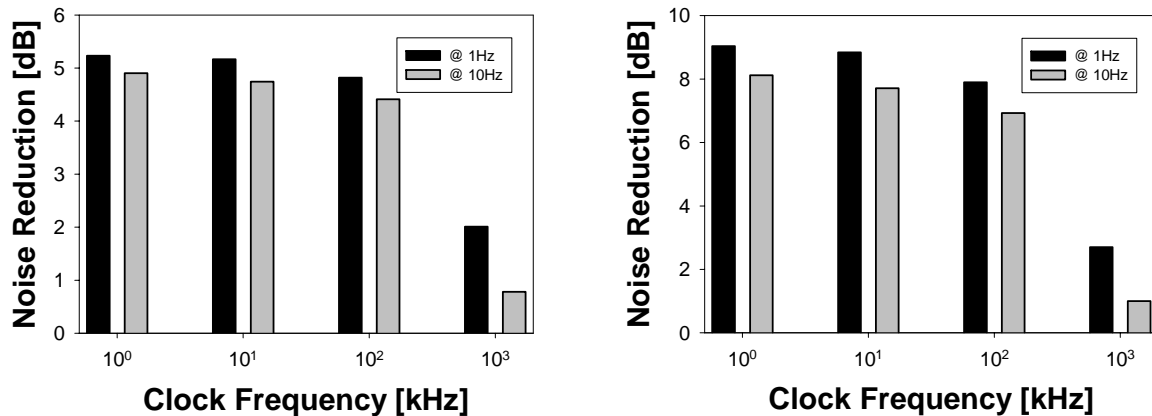 Noise Reduction [dB]
6
5
4
3
2
1
0
@ 1Hz
@ 10Hz
10⁰
10¹
10²
10³
Clock Frequency [kHz]
Noise Reduction [dB]
10
8
6
4
2
0
@ 1Hz
@ 10Hz
10⁰
10¹
10²
10³
Clock Frequency [kHz]